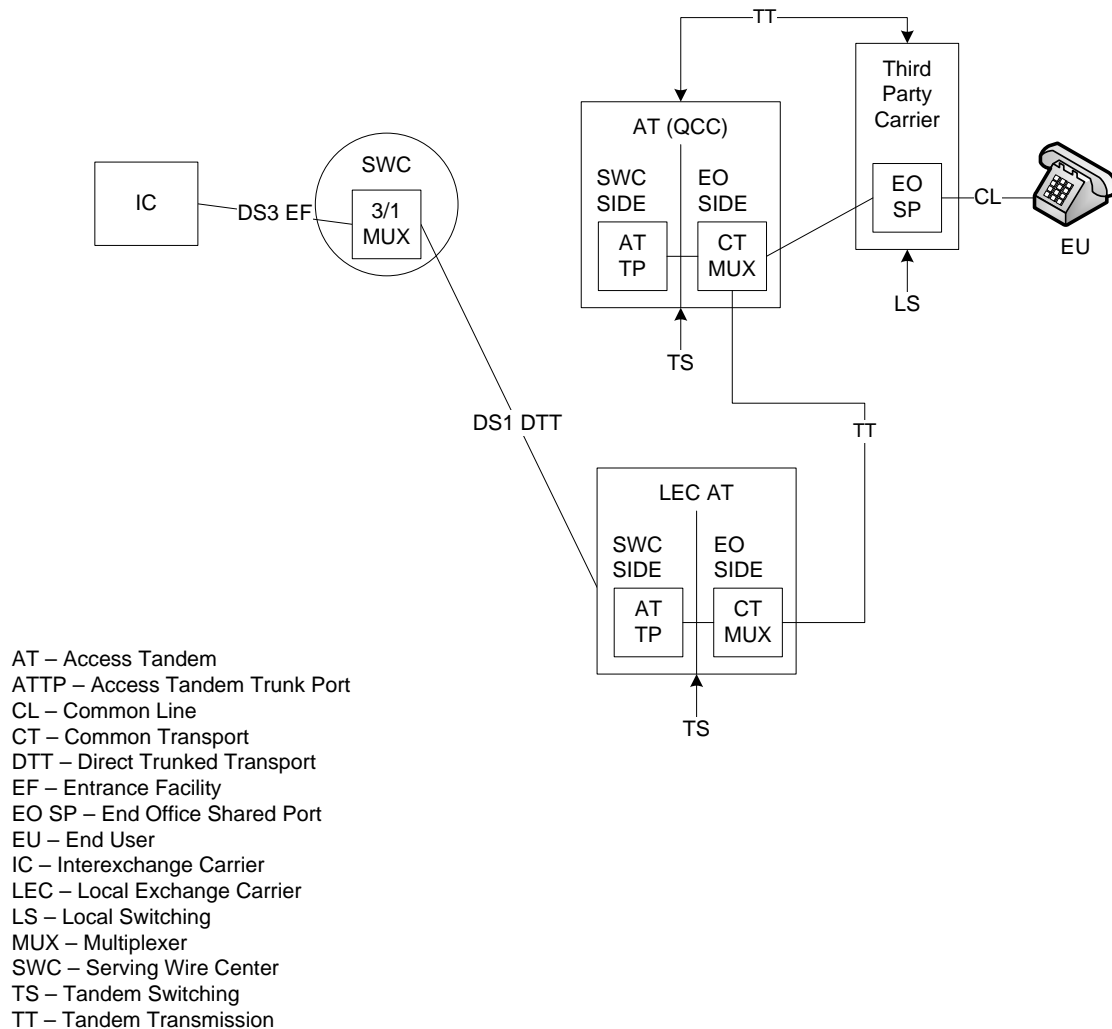 TT
Third
Party
Carrier
AT (QCC)
SWC
SIDE
EO
SIDE
AT
TP
CT
MUX
EO
SP
CL
EU
LS
TS
IC
DS3 EF
SWC
3/1
MUX
DS1 DTT
TT
LEC AT
SWC
SIDE
EO
SIDE
AT
TP
CT
MUX
TS
AT – Access Tandem
ATTP – Access Tandem Trunk Port
CL – Common Line
CT – Common Transport
DTT – Direct Trunked Transport
EF – Entrance Facility
EO SP – End Office Shared Port
EU – End User
IC – Interexchange Carrier
LEC – Local Exchange Carrier
LS – Local Switching
MUX – Multiplexer
SWC – Serving Wire Center
TS – Tandem Switching
TT – Tandem Transmission